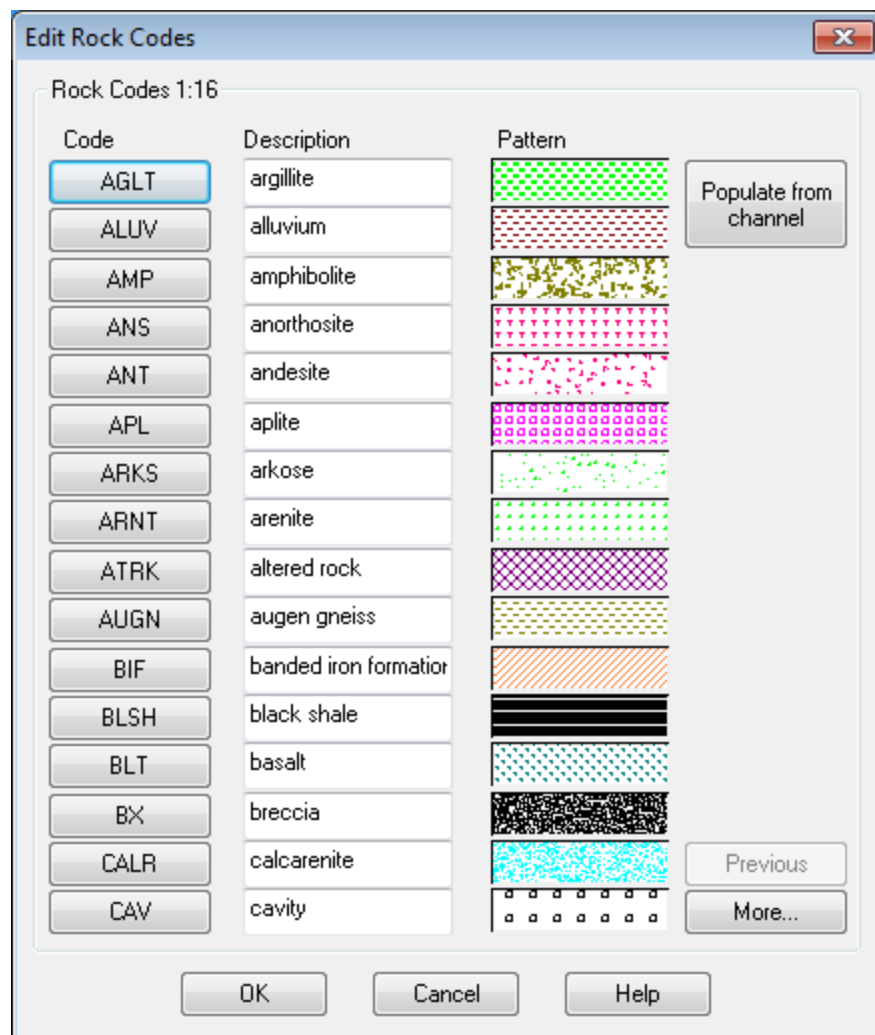 Edit Rock Codes
Rock Codes 1:16
Code Description Pattern
AGLT argillite Populate from
channel
ALUV alluvium
AMP amphibolite
ANS anorthosite
ANT andesite
APL aplite
ARKS arkose
ARNT arenite
ATRK altered rock
AUGN augen gneiss
BIF banded iron formation
BLSH black shale
BLT basalt
BX breccia
CALR calcarenite Previous
CAV cavity More...
OK Cancel Help